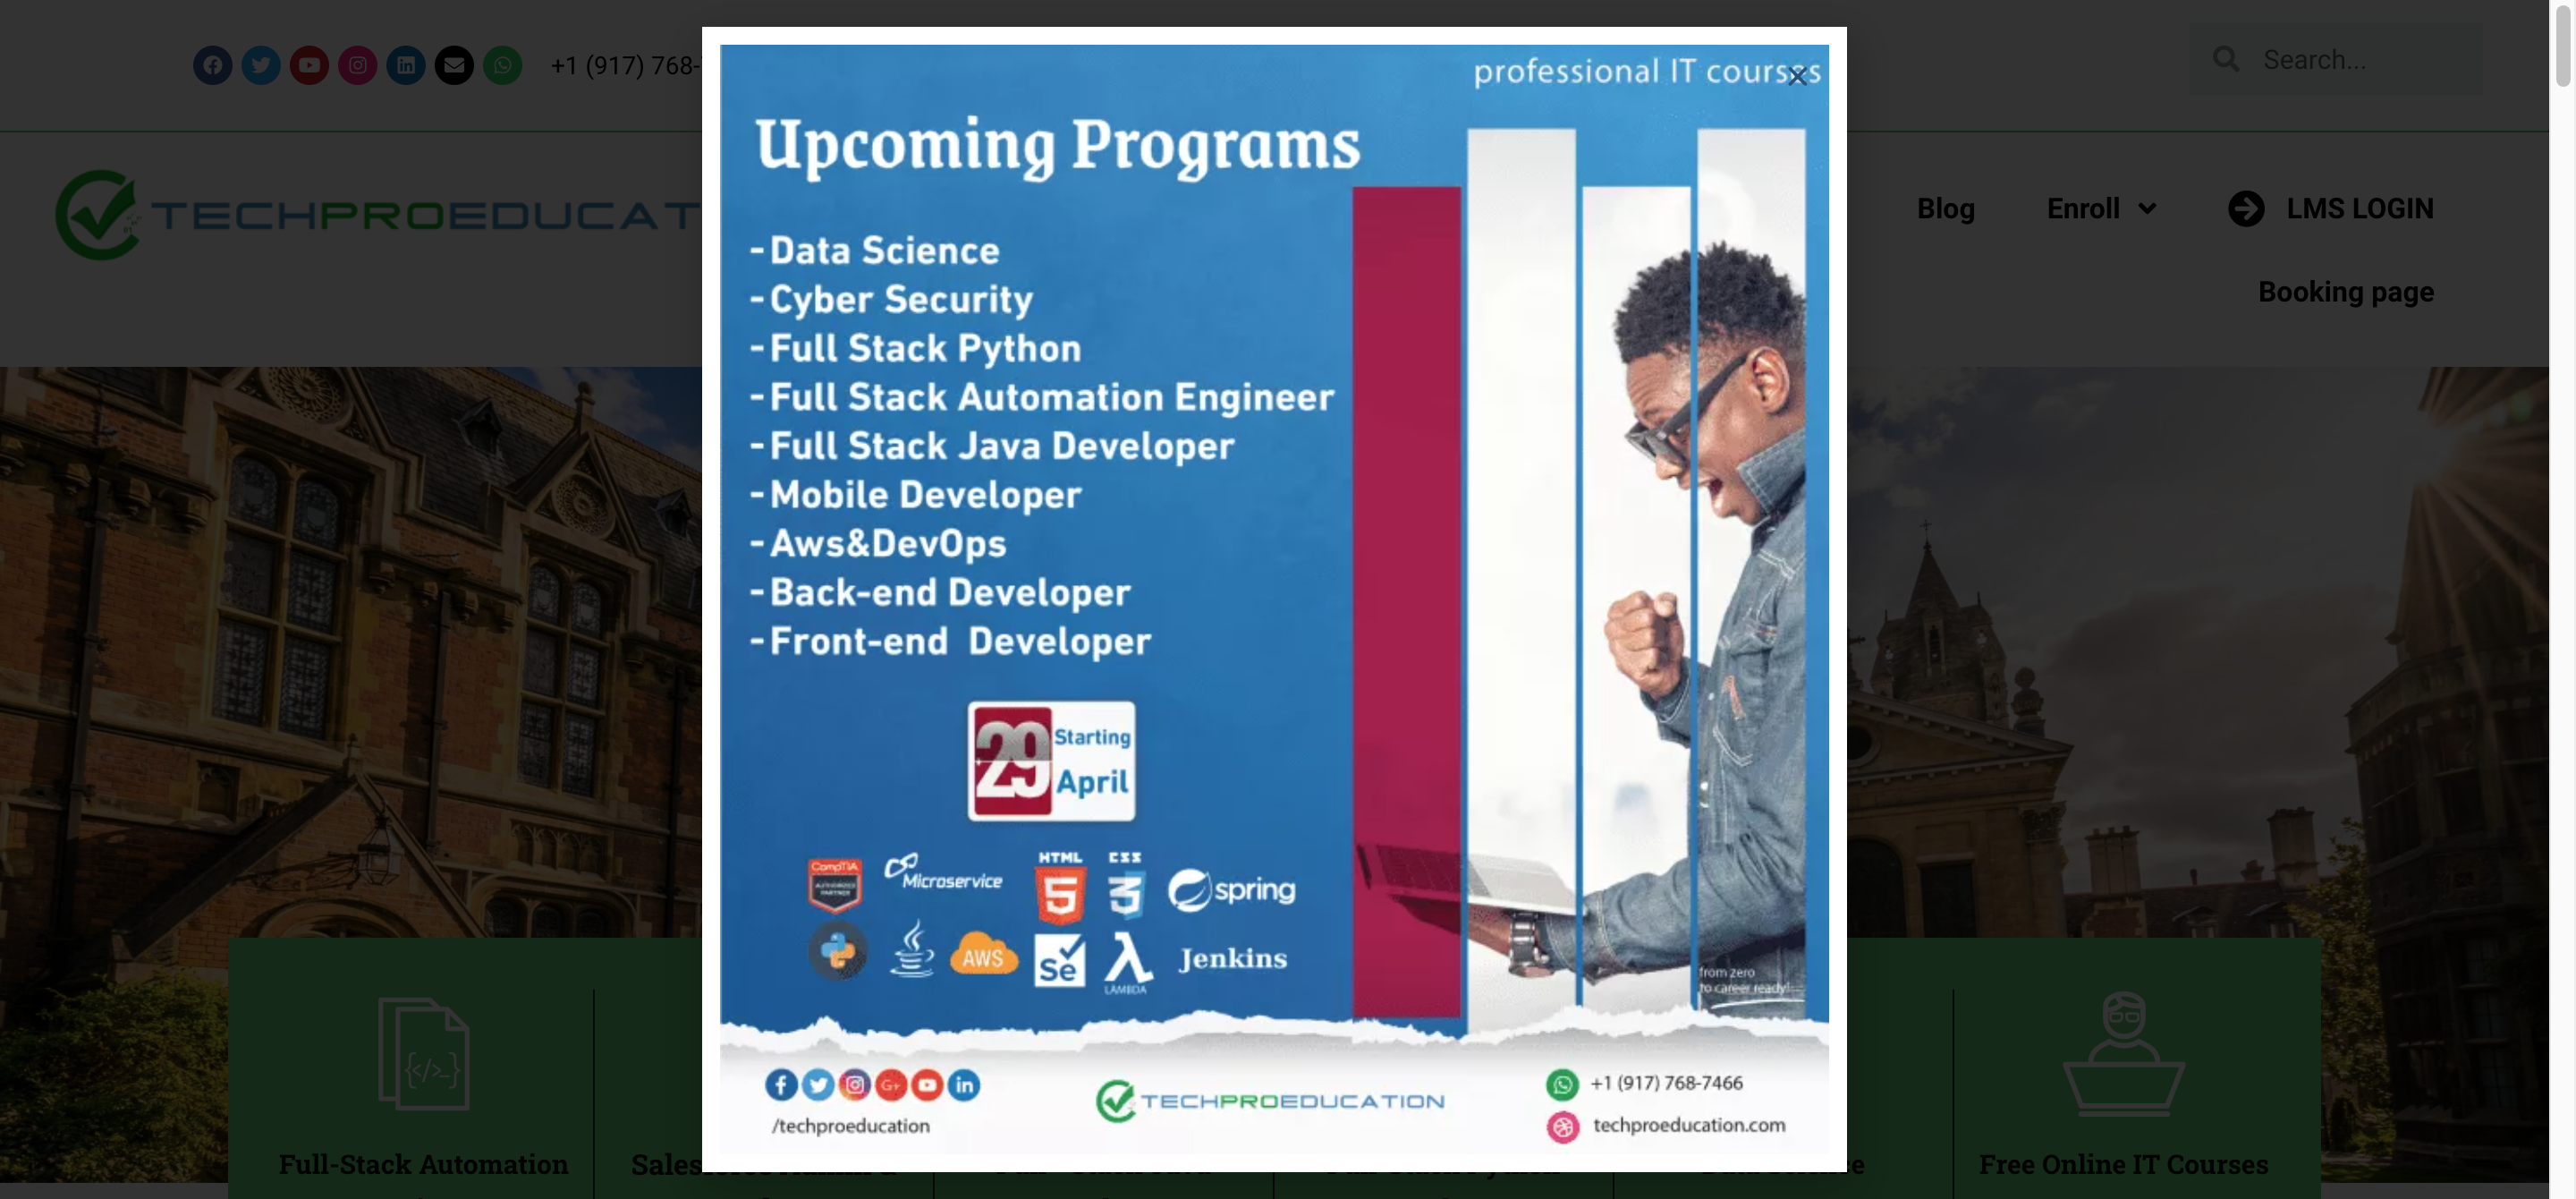 +1 (917) 768-
Search...
TECHPROEDUCAT
Blog
Enroll
LMS LOGIN
Booking page
professional IT courses
Upcoming Programs
-Data Science
-Cyber Security
-Full Stack Python
-Full Stack Automation Engineer
-Full Stack Java Developer
-Mobile Developer
-Aws&DevOps
-Back-end Developer
-Front-end Developer
29
Starting
April
CompTIA
AUTHORIZED
PARTNER
Microservice
HTML
5
CSS
3
spring
AWS
Se
LAMBDA
Jenkins
from zero
to career ready!
G+
/techproeducation
TECHPROEDUCATION
+1 (917) 768-7466
techproeducation.com
Full-Stack Automation
Free Online IT Courses